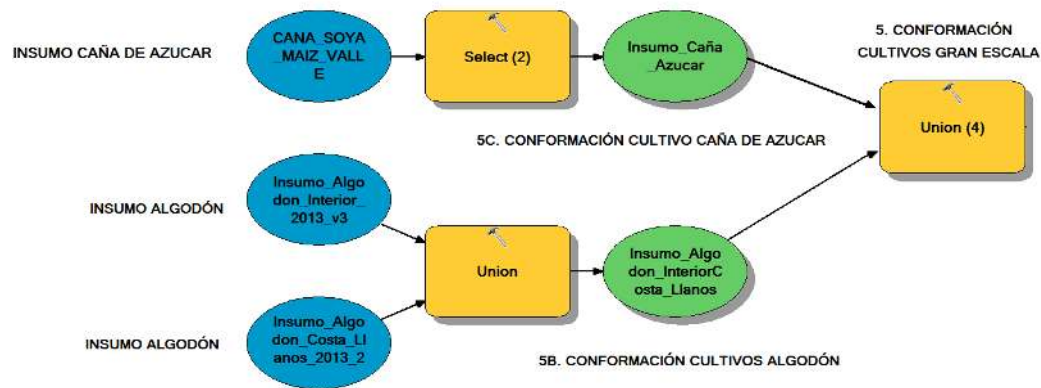 INSUMO CAÑA DE AZUCAR
CANA_SOYA
_MAIZ_VALL
E
Select (2)
Insumo_Caña
_Azucar
5. CONFORMACIÓN
CULTIVOS GRAN ESCALA
Union (4)
5C. CONFORMACIÓN CULTIVO CAÑA DE AZUCAR
INSUMO ALGODÓN
Insumo_Algo
don_Interior_
2013_v3
Union
Insumo_Algo
don_InteriorC
osta_Llanos
INSUMO ALGODÓN
Insumo_Algo
don_Costa_Ll
anos_2013_2
5B. CONFORMACIÓN CULTIVOS ALGODÓN